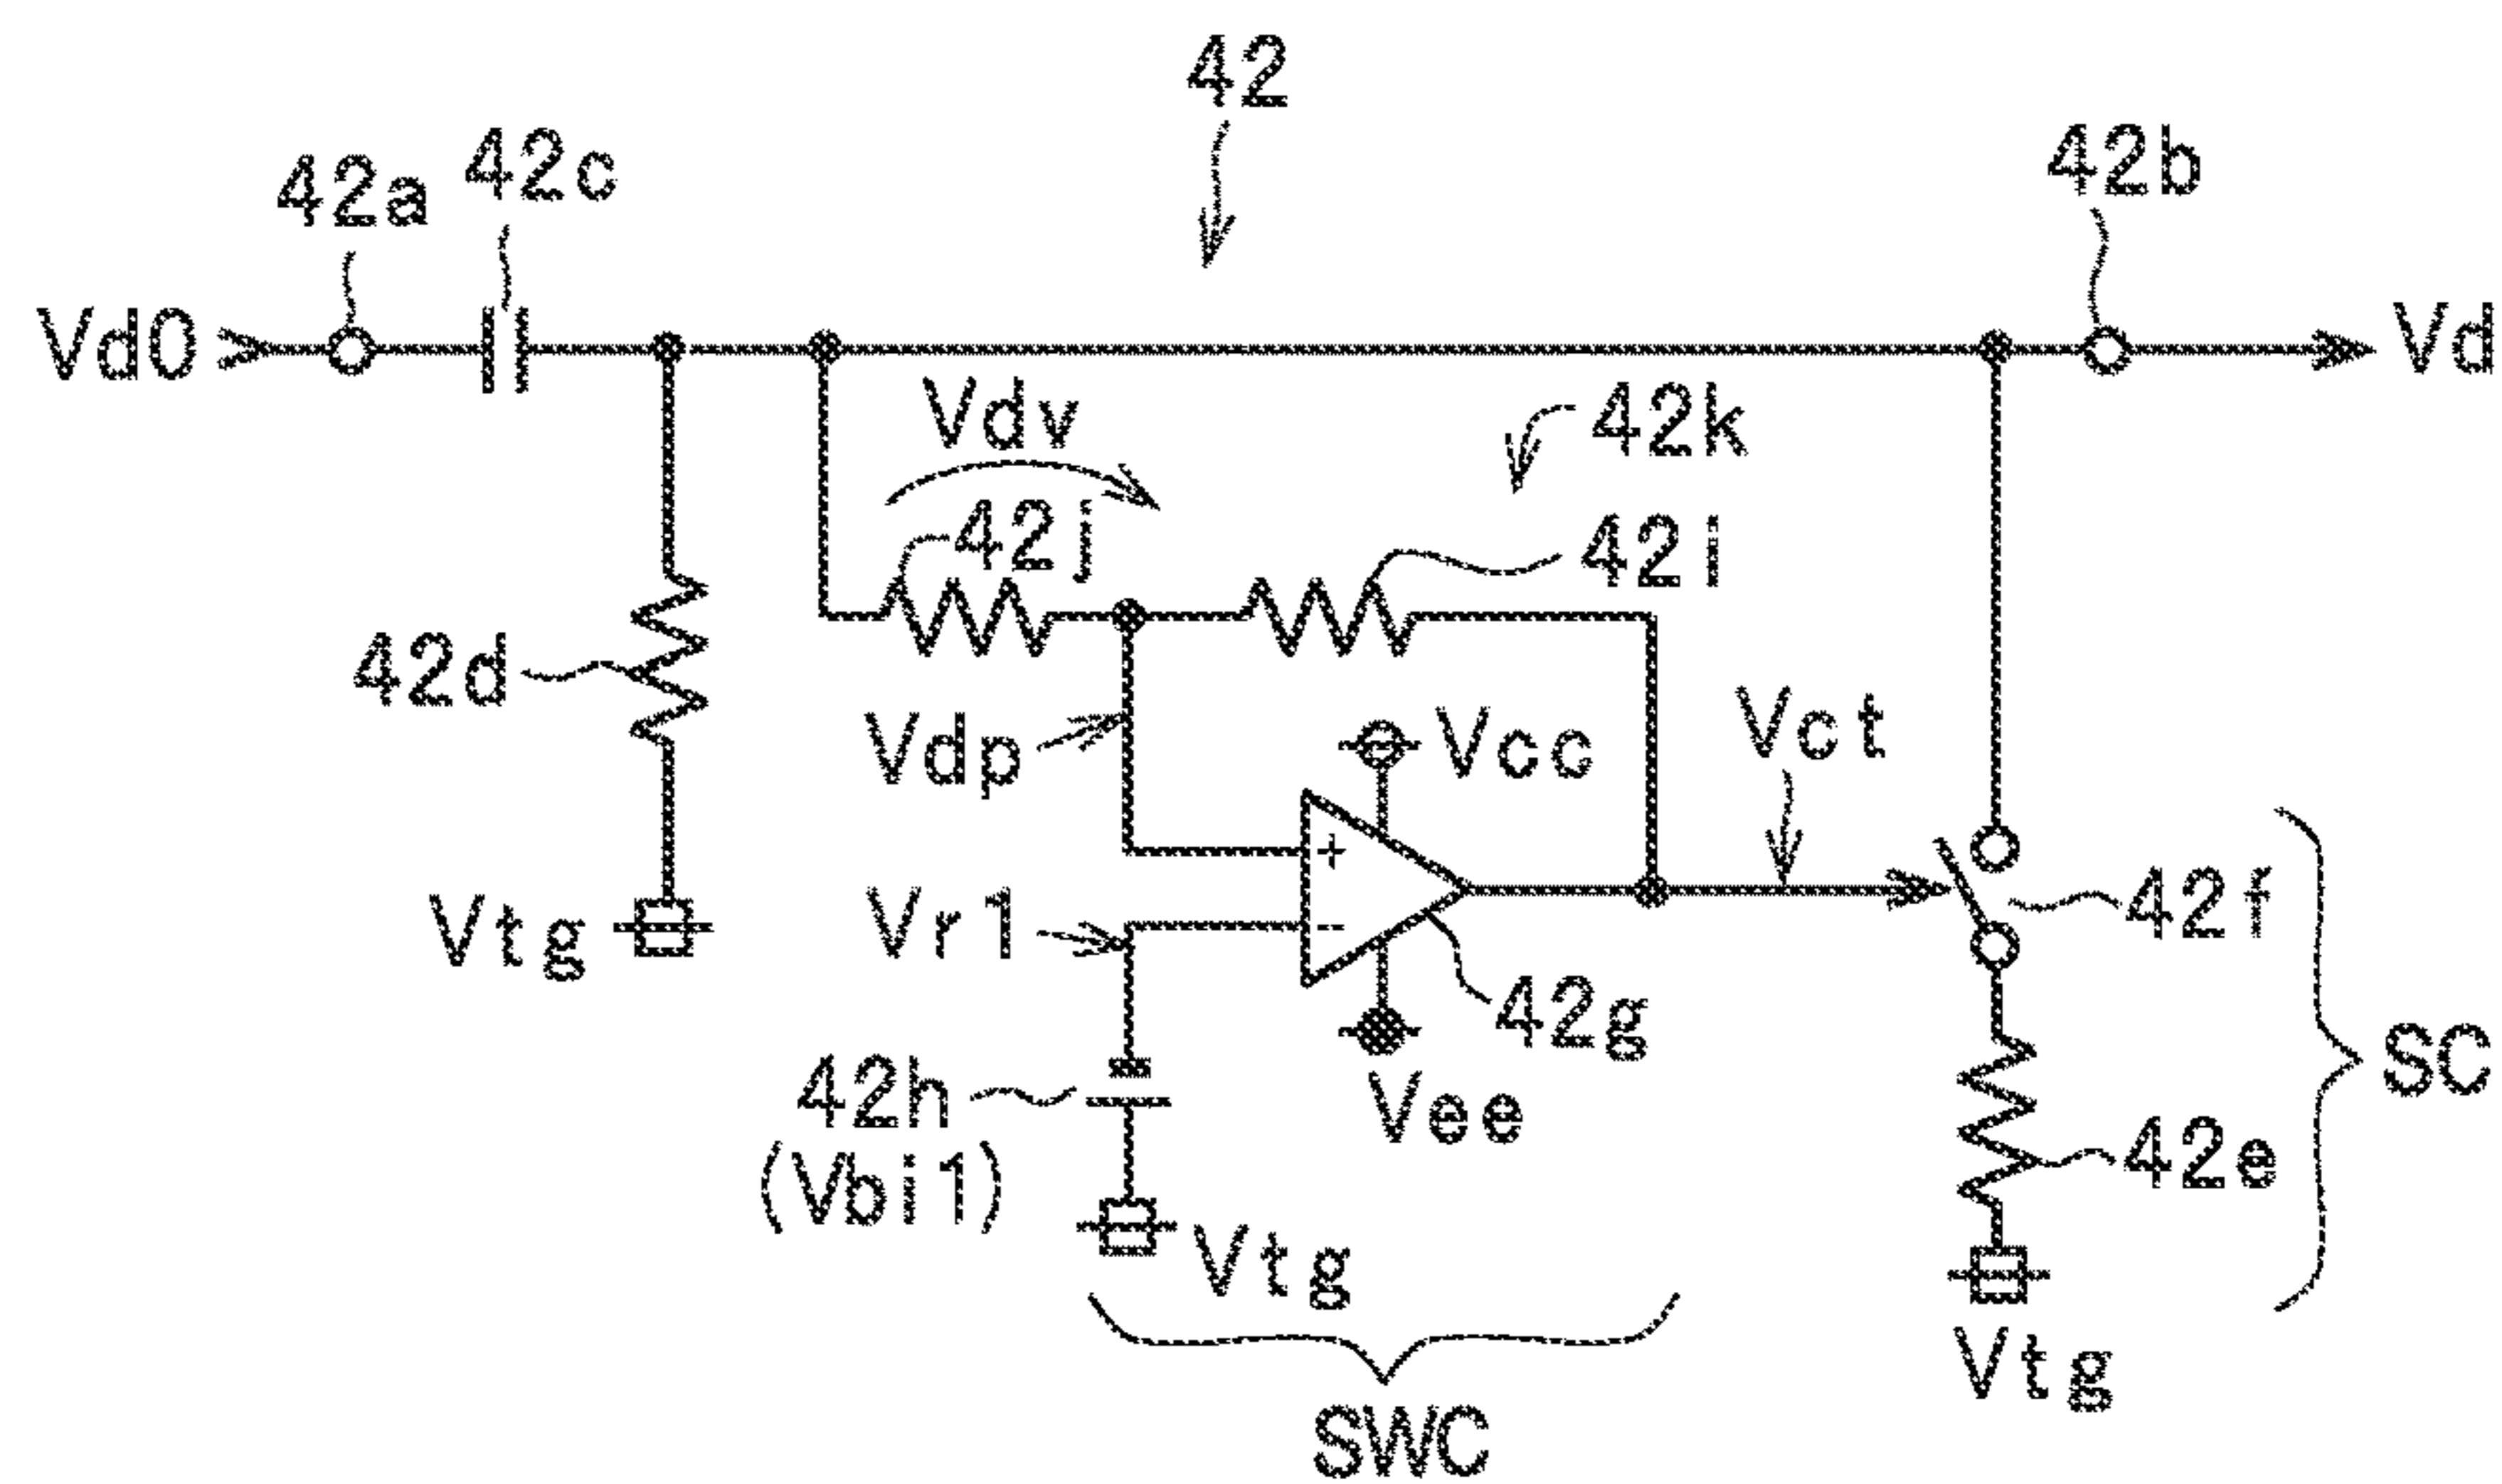 42
42a
42c
42b
Vd0
Vd
Vdv
42k
42j
42i
42d
Vdp
Vcc
Vct
+
Vtg
Vr1
-
42f
42g
42h
(Vbi1)
Vee
SC
42e
Vtg
Vtg
SWC